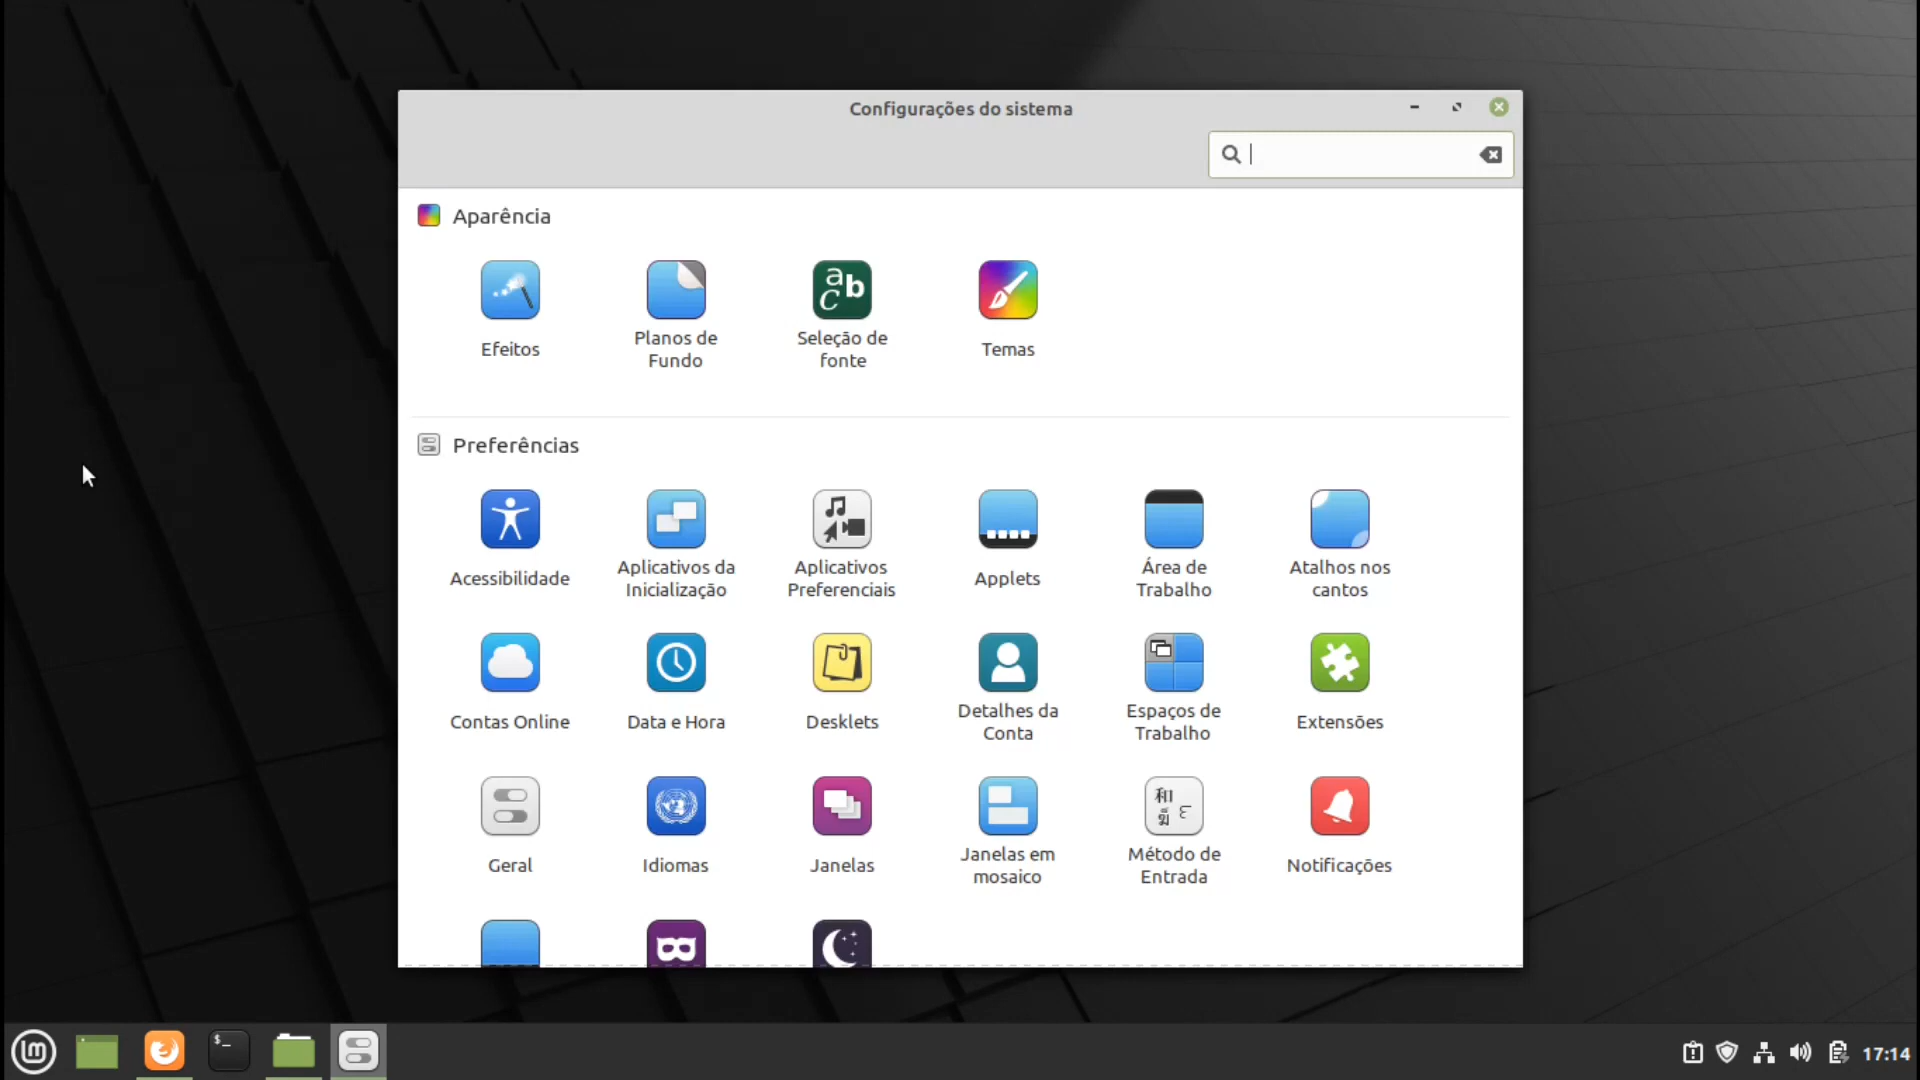 Configurações do sistema
Aparência
Efeitos
Planos de
Fundo
Seleção de
fonte
Temas
Preferências
Acessibilidade
Aplicativos da
Inicialização
Aplicativos
Preferenciais
Applets
Área de
Trabalho
Atalhos nos
cantos
Contas Online
Data e Hora
Desklets
Detalhes da
Conta
Espaços de
Trabalho
Extensões
Geral
Idiomas
Janelas
Janelas em
mosaico
Método de
Entrada
Notificações
17:14